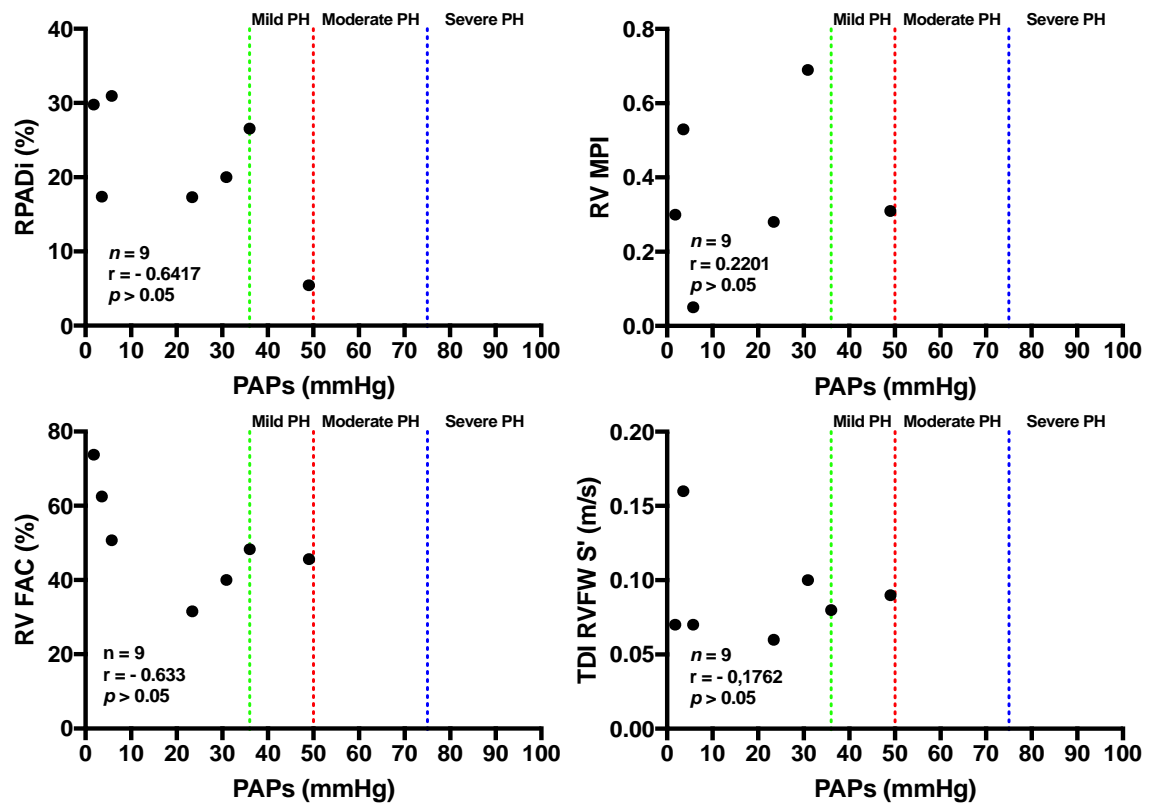 Mild PH Moderate PH Severe PH
40
30
20
10
0
RPADi (%)
n = 9
r = - 0.6417
p > 0.05
0 10 20 30 40 50 60 70 80 90 100
PAPs (mmHg)
Mild PH Moderate PH Severe PH
0.8
0.6
0.4
0.2
0.0
RV MPI
n = 9
r = 0.2201
p > 0.05
0 10 20 30 40 50 60 70 80 90 100
PAPs (mmHg)
Mild PH Moderate PH Severe PH
80
60
40
20
0
RV FAC (%)
n = 9
r = - 0.633
p > 0.05
0 10 20 30 40 50 60 70 80 90 100
PAPs (mmHg)
Mild PH Moderate PH Severe PH
0.20
0.15
0.10
0.05
0.00
TDI RVFW S' (m/s)
n = 9
r = - 0,1762
p > 0.05
0 10 20 30 40 50 60 70 80 90 100
PAPs (mmHg)